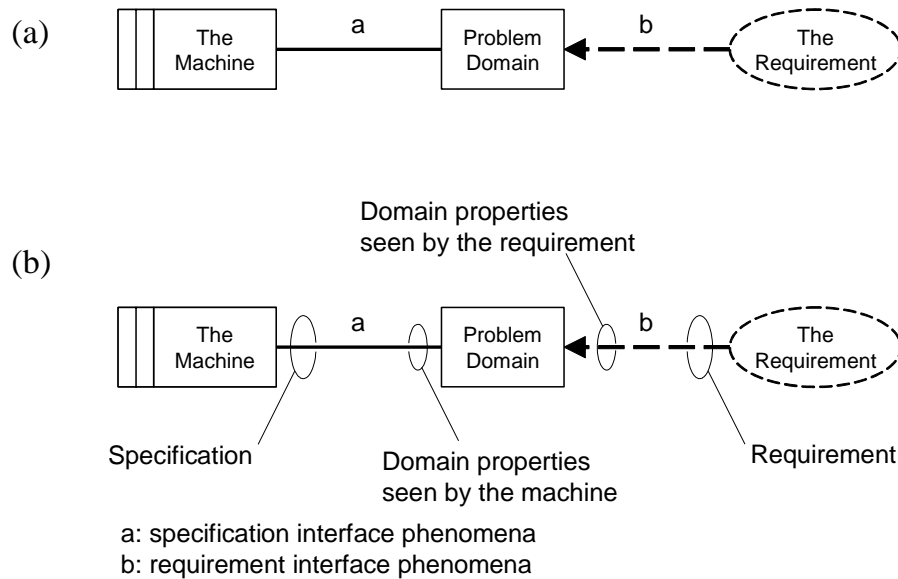 (a)
The
Machine
a
Problem
Domain
b
The
Requirement
Domain properties
seen by the requirement
(b)
The
Machine
a
Problem
Domain
b
The
Requirement
Specification
Domain properties
seen by the machine
Requirement
a: specification interface phenomena
b: requirement interface phenomena